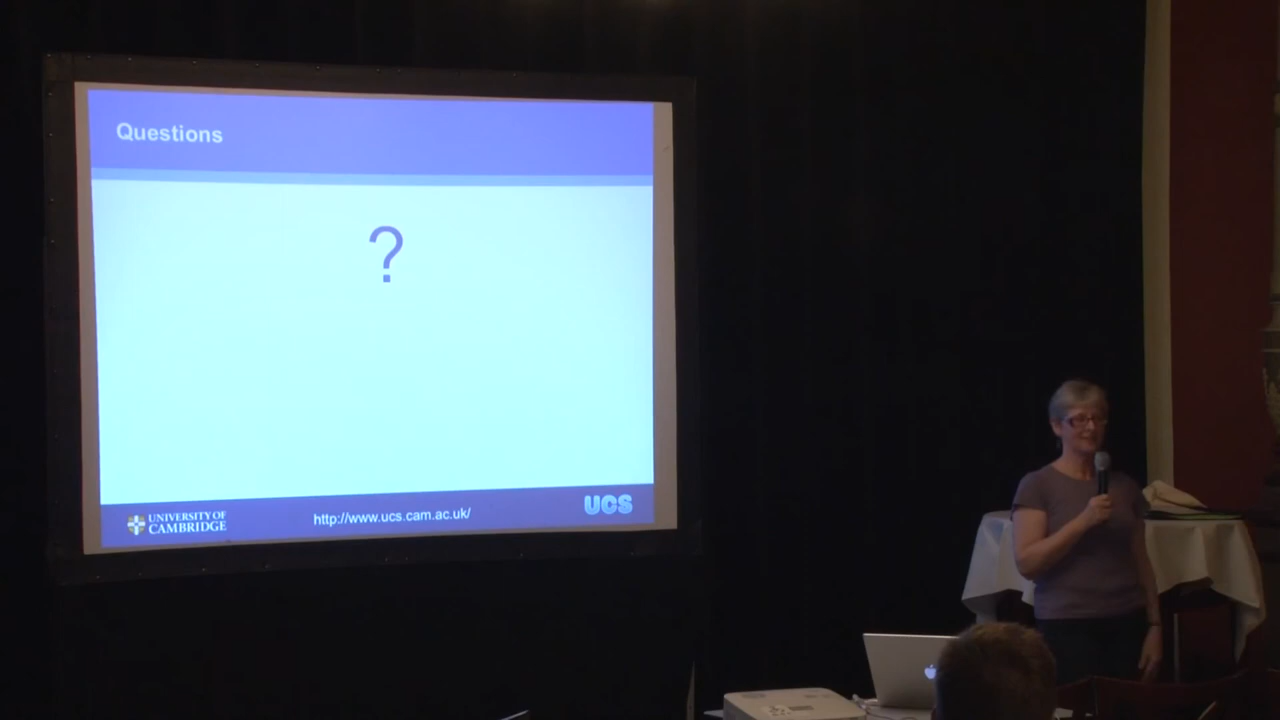 Questions
?
UNIVERSITY OF
CAMBRIDGE
http://www.ucs.cam.ac.uk/
UCS